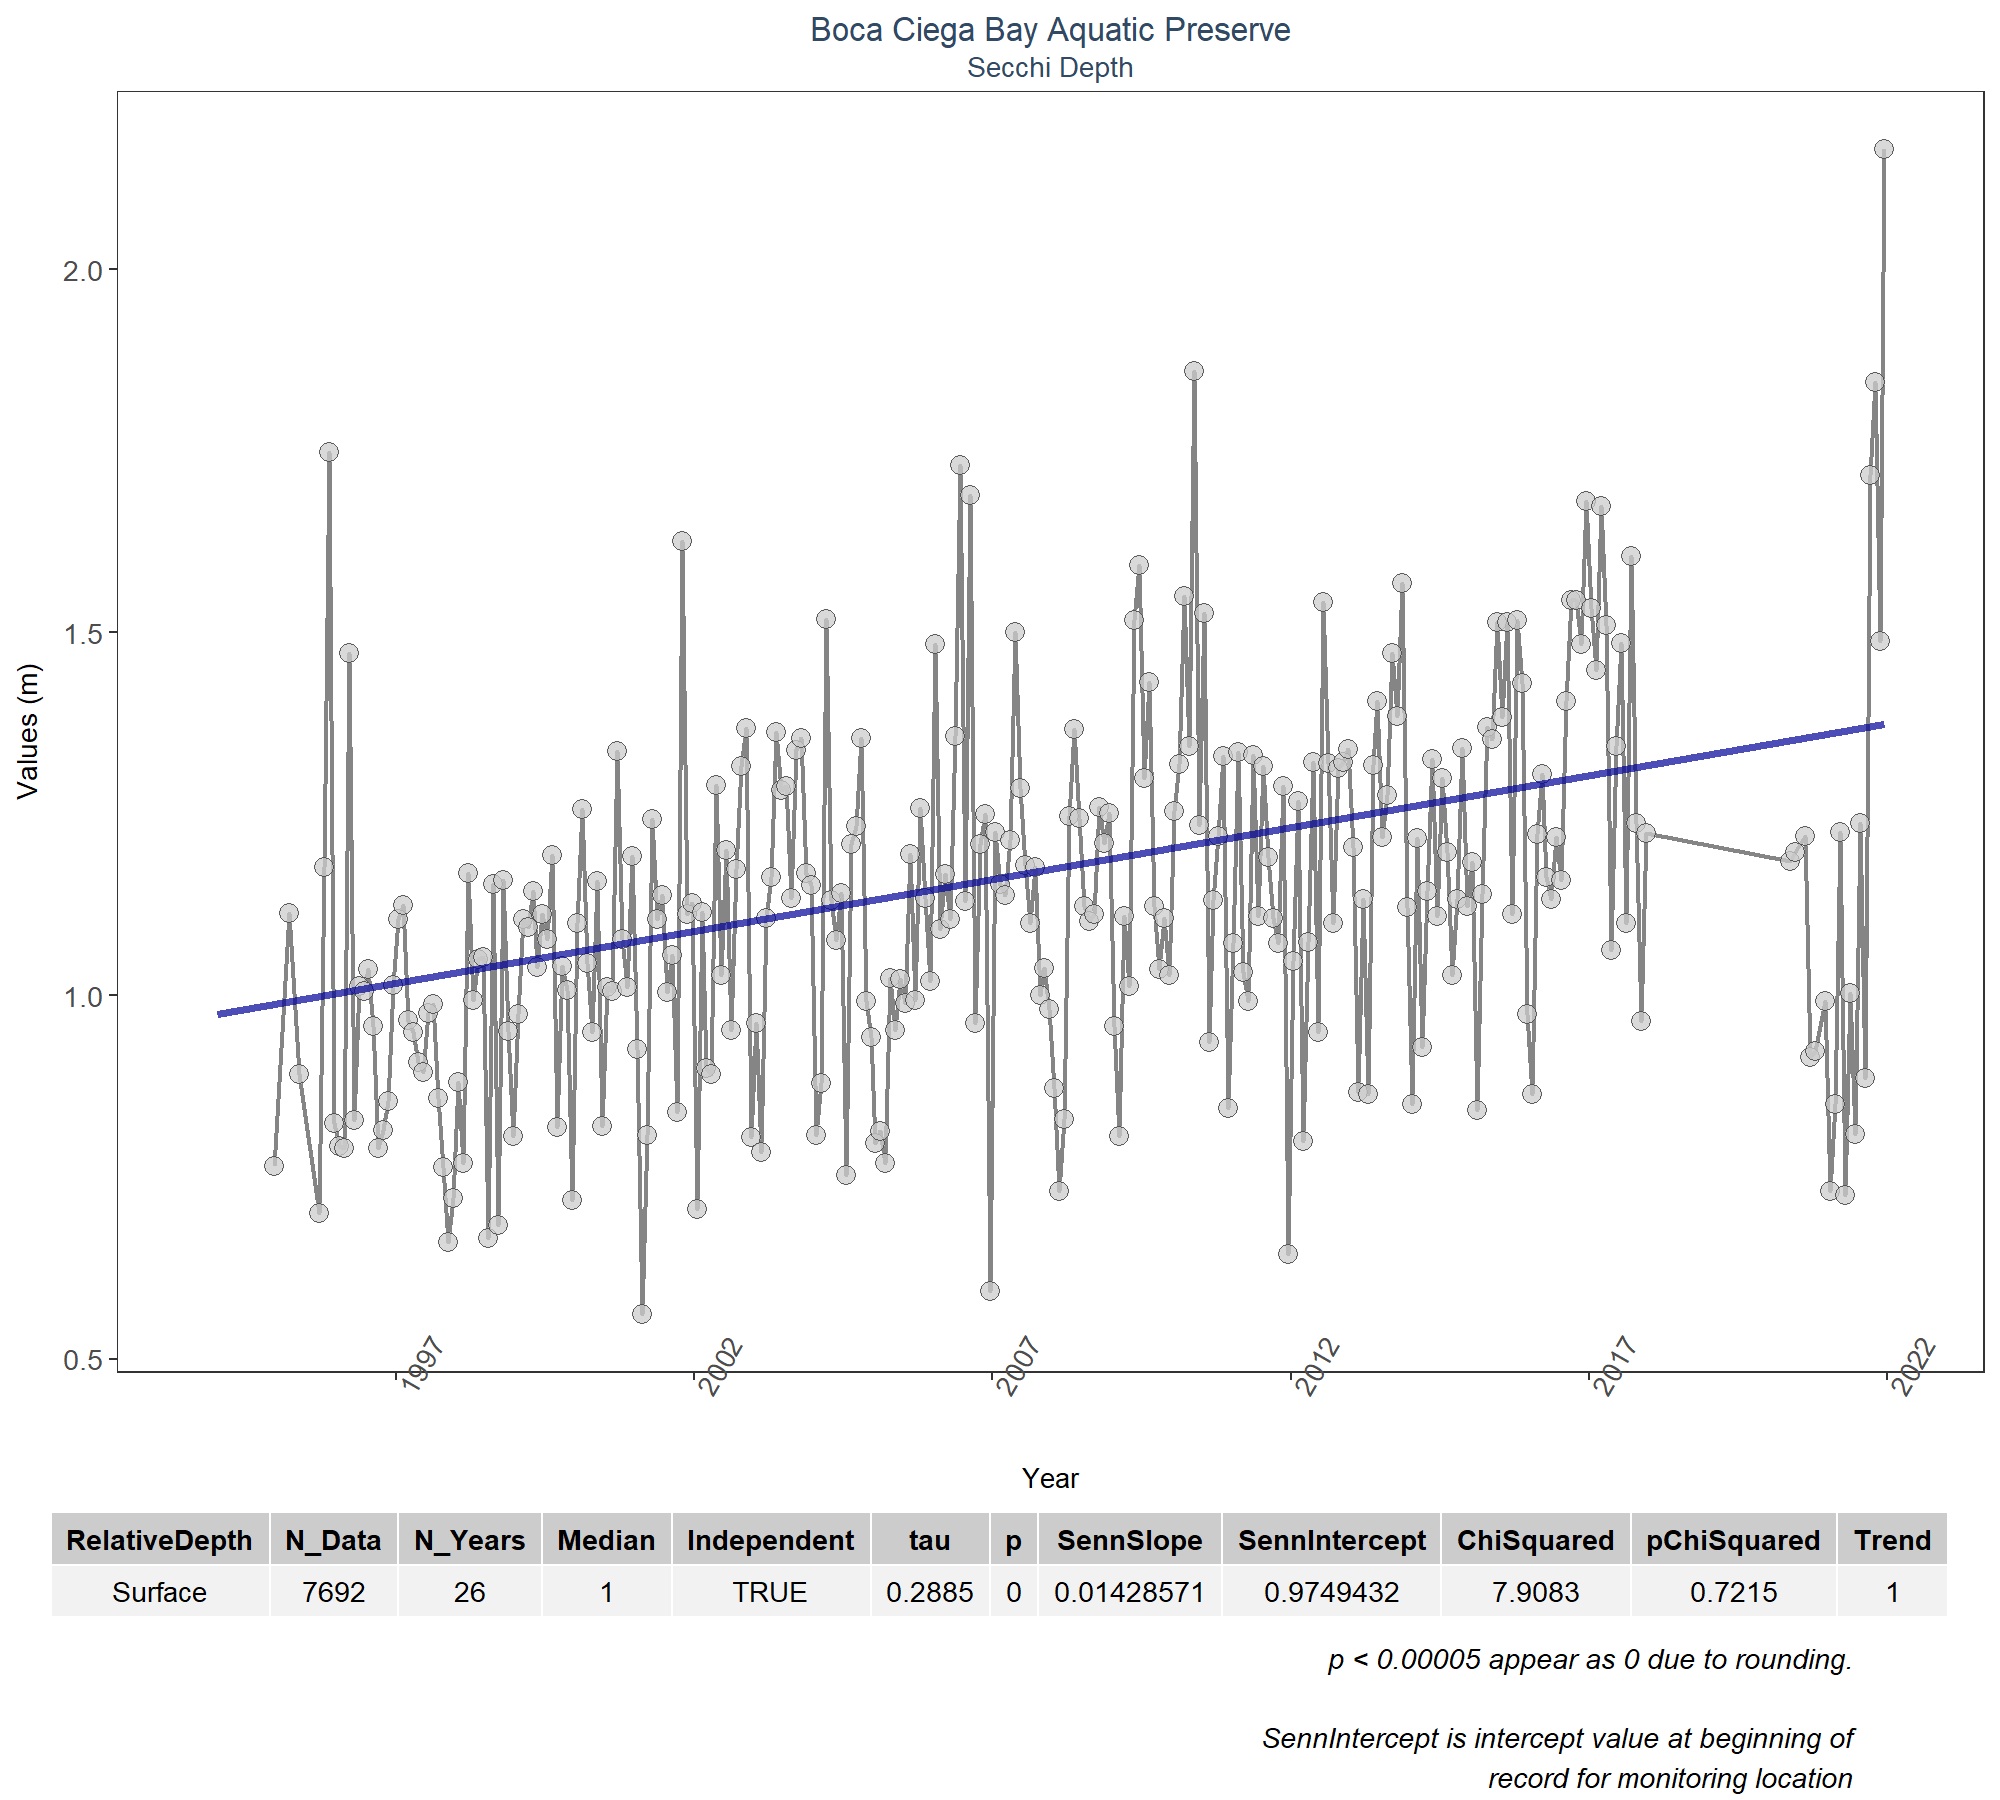 Boca Ciega Bay Aquatic Preserve
Secchi Depth
Values (m)
2.0
1.5
1.0
0.5
1997 2002 2007 2012 2017 2022
Year
RelativeDepth N_Data N_Years Median Independent tau p SennSlope SennIntercept ChiSquared pChiSquared Trend
Surface 7692 26 1 TRUE 0.2885 0 0.01428571 0.9749432 7.9083 0.7215 1
p < 0.00005 appear as 0 due to rounding.
SennIntercept is intercept value at beginning of
record for monitoring location